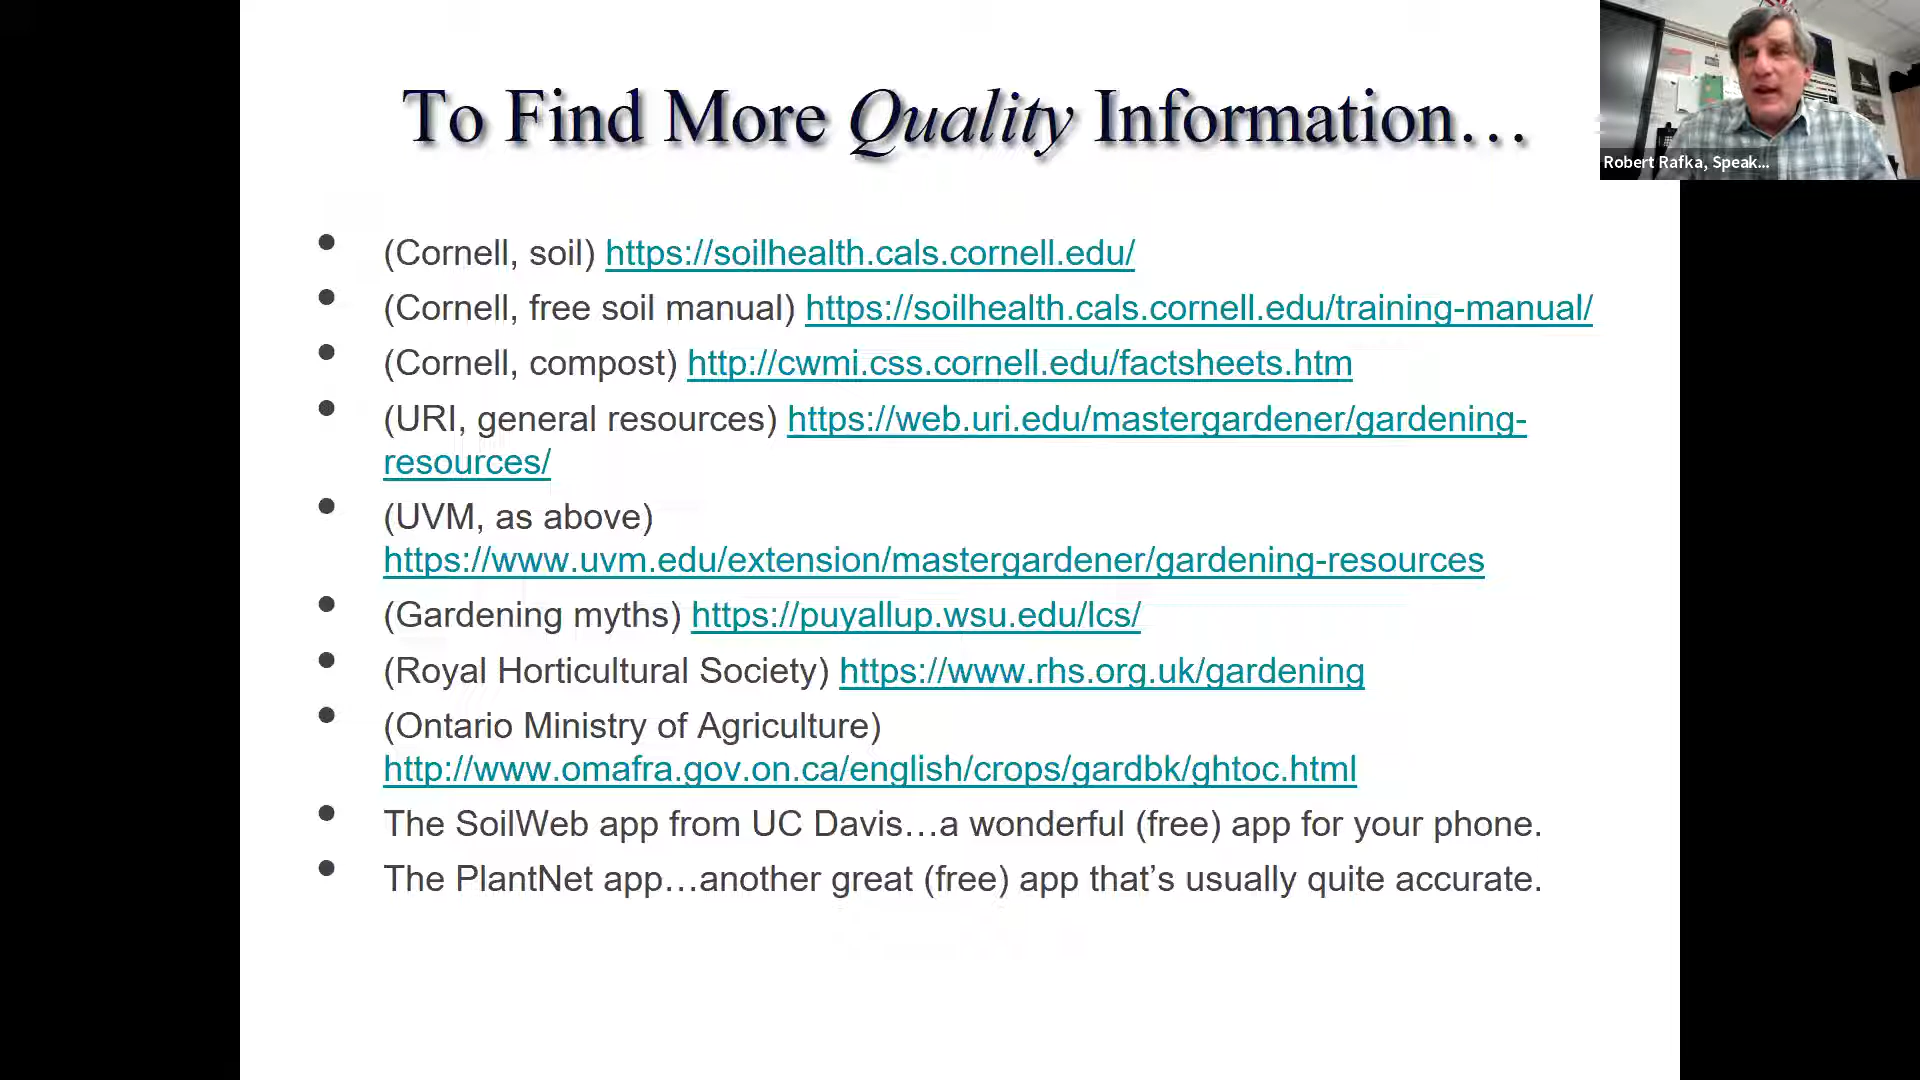 To Find More Quality Information…
Robert Rafka, Speak...
• (Cornell, soil) https://soilhealth.cals.cornell.edu/
• (Cornell, free soil manual) https://soilhealth.cals.cornell.edu/training-manual/
• (Cornell, compost) http://cwmi.css.cornell.edu/factsheets.htm
• (URI, general resources) https://web.uri.edu/mastergardener/gardening-
resources/
• (UVM, as above)
https://www.uvm.edu/extension/mastergardener/gardening-resources
• (Gardening myths) https://puyallup.wsu.edu/lcs/
• (Royal Horticultural Society) https://www.rhs.org.uk/gardening
• (Ontario Ministry of Agriculture)
http://www.omafra.gov.on.ca/english/crops/gardbk/ghtoc.html
• The SoilWeb app from UC Davis…a wonderful (free) app for your phone.
• The PlantNet app…another great (free) app that’s usually quite accurate.